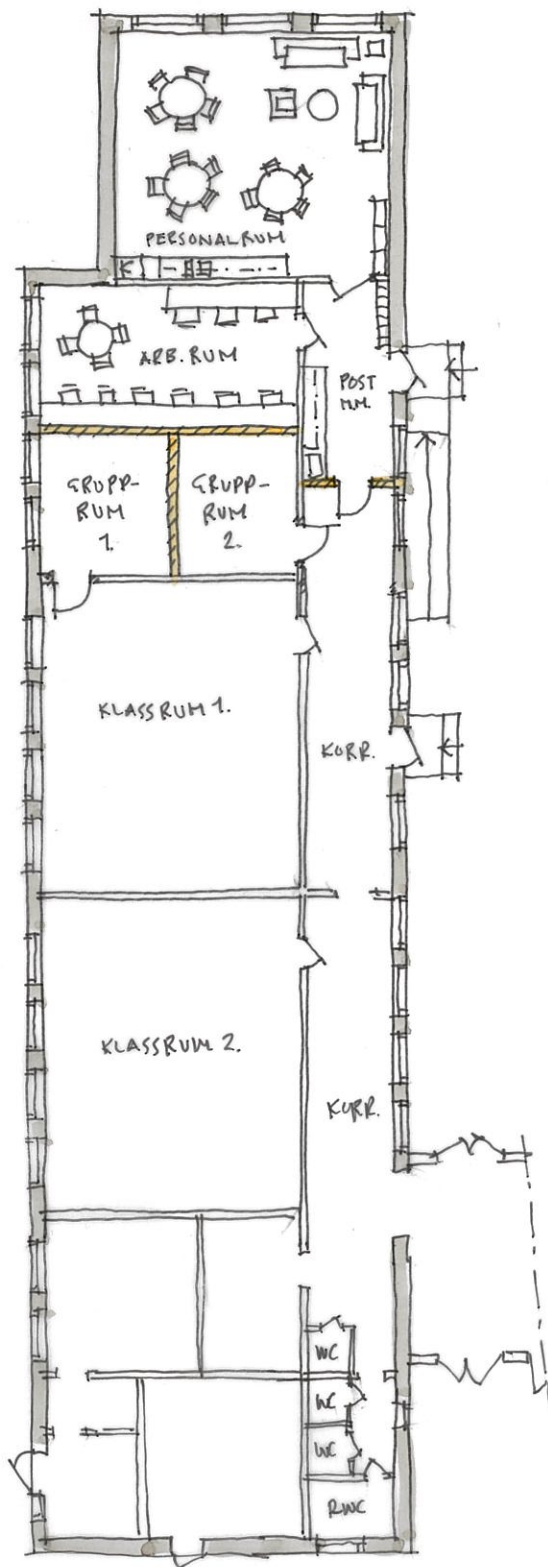 PERSONALRUM
K
ARB. RUM
POST
M.M.
GRUPP-
RUM
1.
GRUPP-
RUM
2.
KLASSRUM 1.
KORR.
KLASSRUM 2.
KORR.
WC
WC
WC
RWC